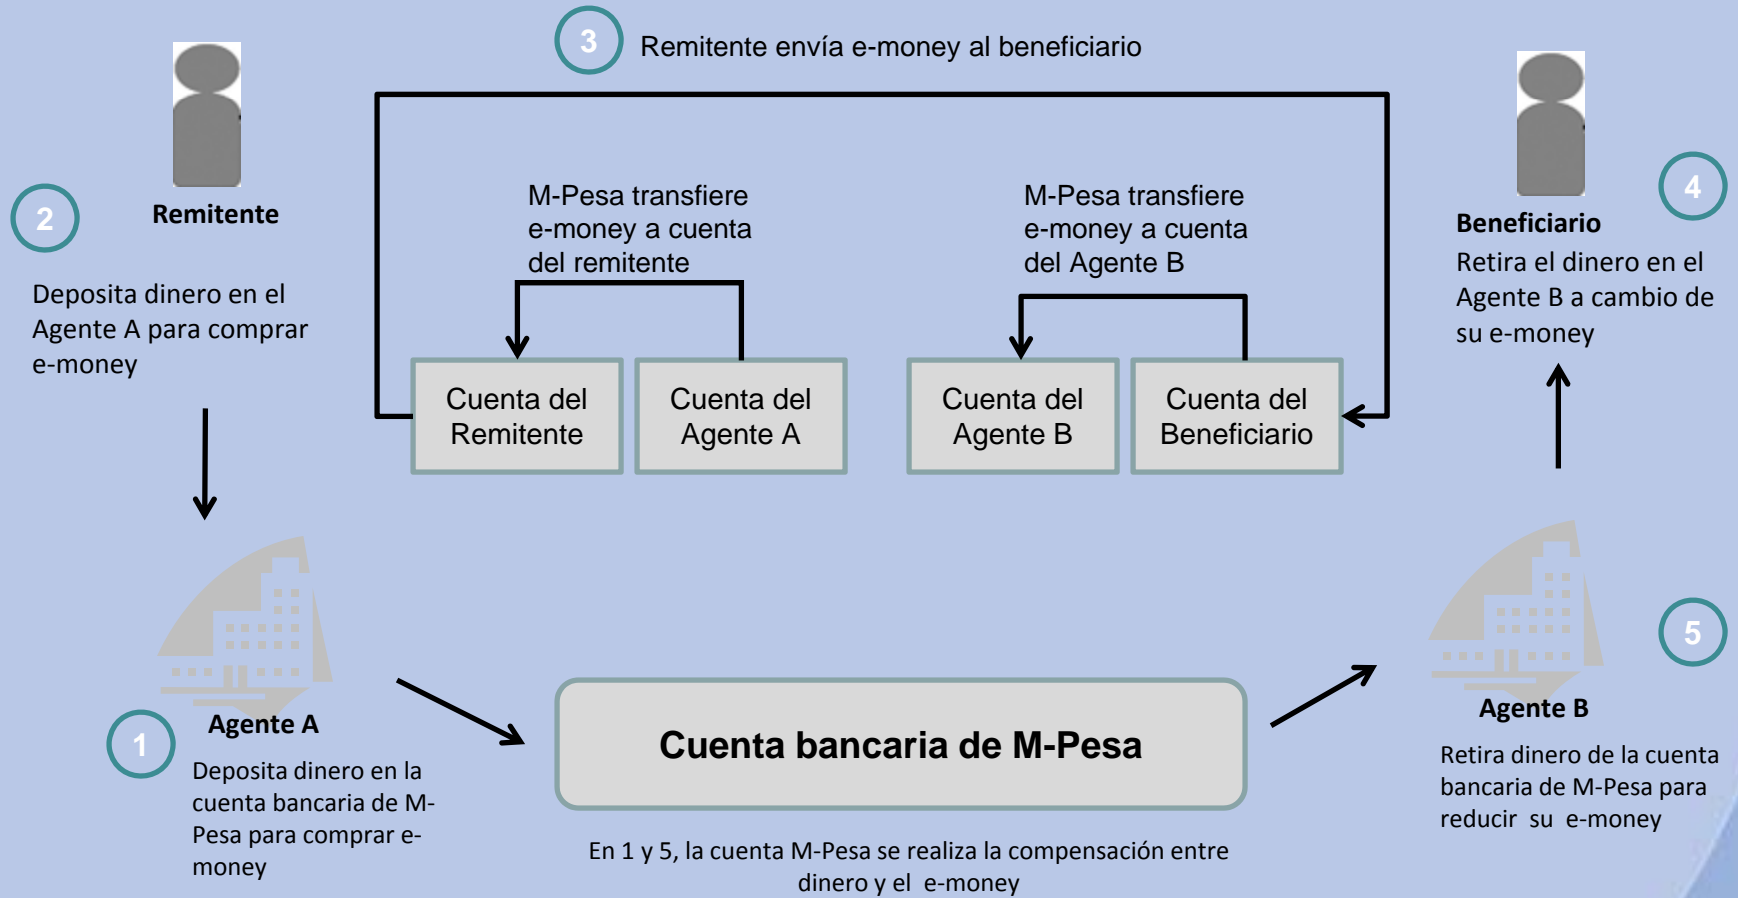 3
Remitente envía e-money al beneficiario
2
Remitente
Deposita dinero en el
Agente A para comprar
e-money
M-Pesa transfiere
e-money a cuenta
del remitente
M-Pesa transfiere
e-money a cuenta
del Agente B
4
Beneficiario
Retira el dinero en el
Agente B a cambio de
su e-money
Cuenta del
Remitente
Cuenta del
Agente A
Cuenta del
Agente B
Cuenta del
Beneficiario
1
Agente A
Deposita dinero en la
cuenta bancaria de M-
Pesa para comprar e-
money
Cuenta bancaria de M-Pesa
En 1 y 5, la cuenta M-Pesa se realiza la compensación entre
dinero y el e-money
5
Agente B
Retira dinero de la cuenta
bancaria de M-Pesa para
reducir su e-money